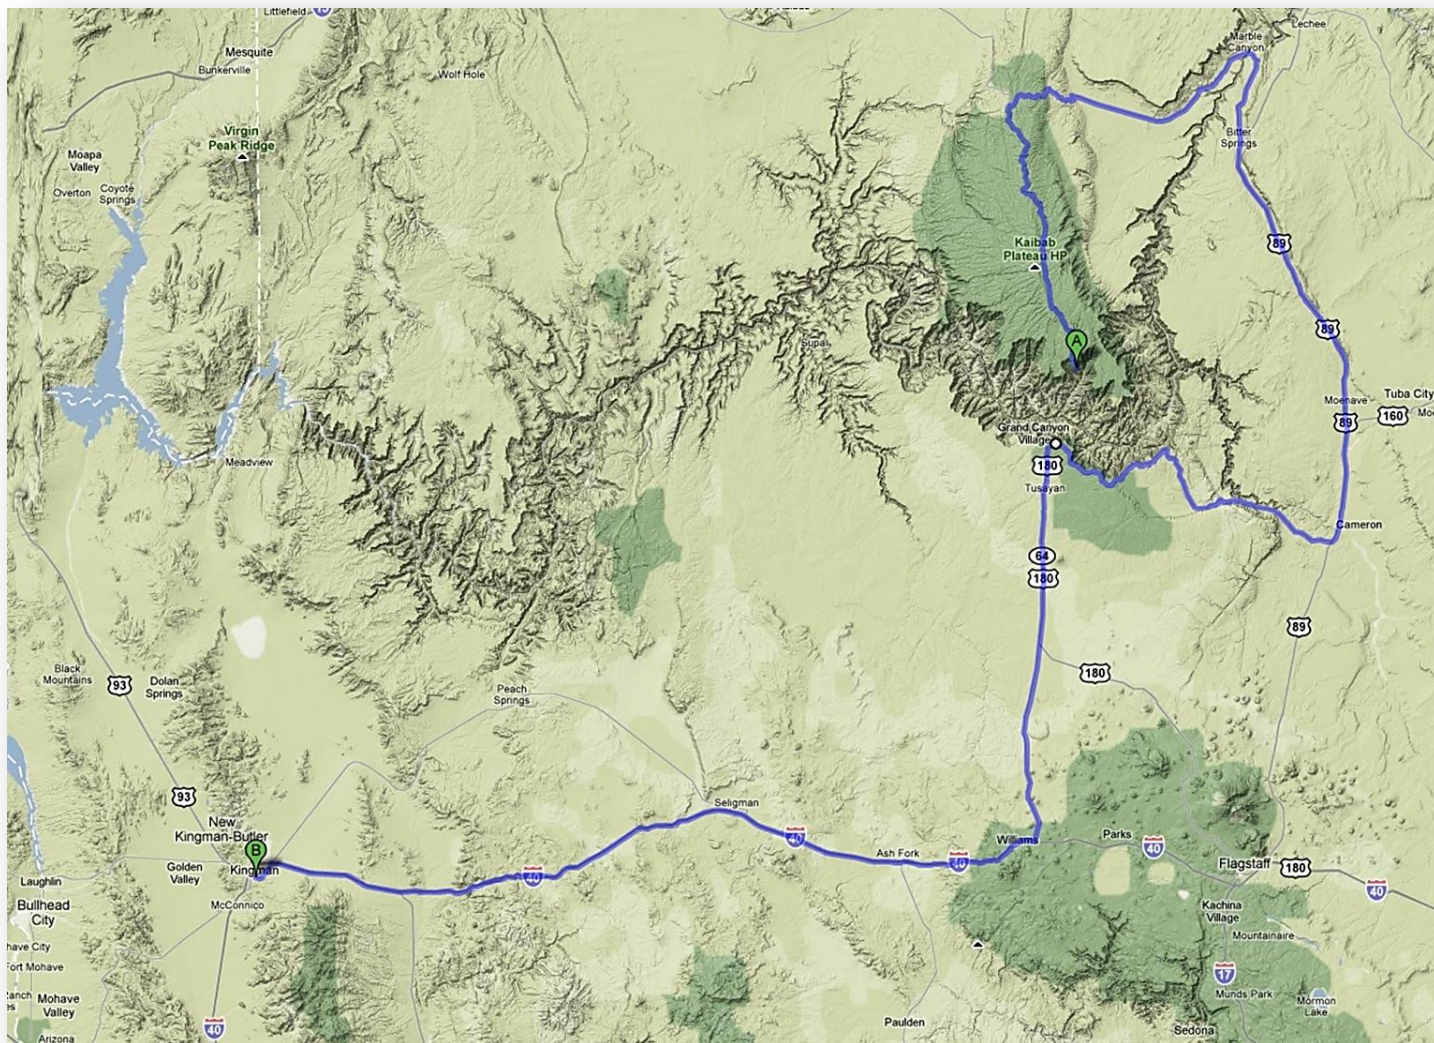 Littlefield
15
Mesquite
Bunkerville
Wolf Hole
Lechee
Marble
Canyon
Virgin
Peak Ridge
Bitter
Springs
Moapa
Valley
Overton
Coyote
Springs
89
Kaibab
Plateau HP
89
A
Supai
Moenave
Tuba City
160
89
Grand Canyon
Village
180
Meadview
Tusayan
Cameron
64
180
89
Black
Mountains
93
Dolan
Springs
Peach
Springs
180
93
New
Kingman-Butler
Seligman
B
40
Williams
Parks
40
Golden
Valley
Kingman
40
Ash Fork
40
Flagstaff
180
40
Laughlin
Bullhead
City
McConnico
Kachina
Village
Mountainaire
Fort Mohave
17
Munds Park
Mormon
Lake
Mohave
Valley
40
Paulden
Sedona
Arizona